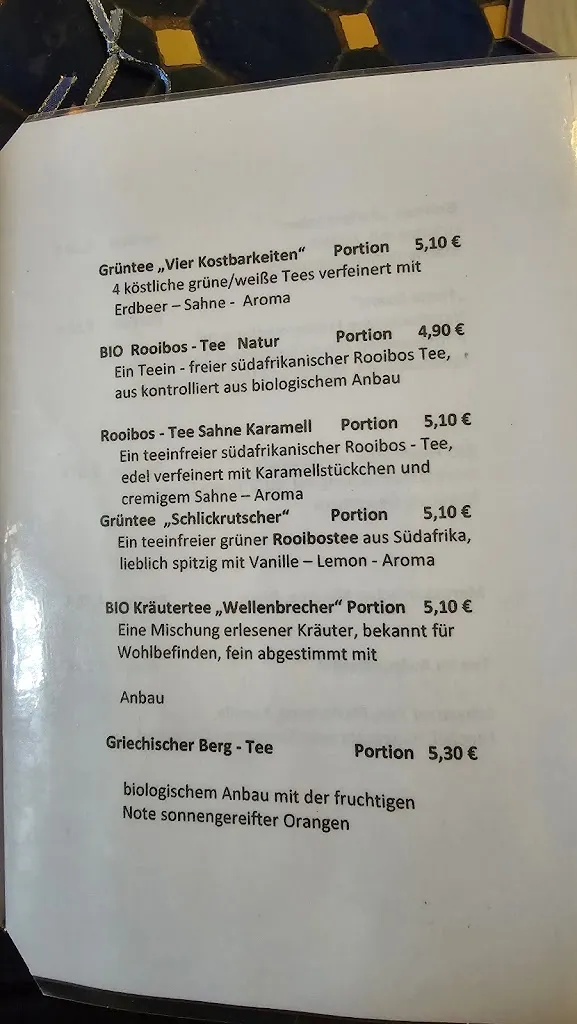 Grüntee „Vier Kostbarkeiten“ Portion 5,10 €
4 köstliche grüne/weiße Tees verfeinert mit
Erdbeer – Sahne - Aroma
BIO Rooibos - Tee Natur Portion 4,90 €
Ein Teein - freier südafrikanischer Rooibos Tee,
aus kontrolliert aus biologischem Anbau
Rooibos - Tee Sahne Karamell Portion 5,10 €
Ein teeinfreier südafrikanischer Rooibos - Tee,
edel verfeinert mit Karamellstückchen und
cremigem Sahne – Aroma
Grüntee „Schlickrutscher“ Portion 5,10 €
Ein teeinfreier grüner Rooibostee aus Südafrika,
lieblich spitzig mit Vanille – Lemon - Aroma
BIO Kräutertee „Wellenbrecher“ Portion 5,10 €
Eine Mischung erlesener Kräuter, bekannt für
Wohlbefinden, fein abgestimmt mit
Anbau
Griechischer Berg - Tee Portion 5,30 €
biologischem Anbau mit der fruchtigen
Note sonnengereifter Orangen